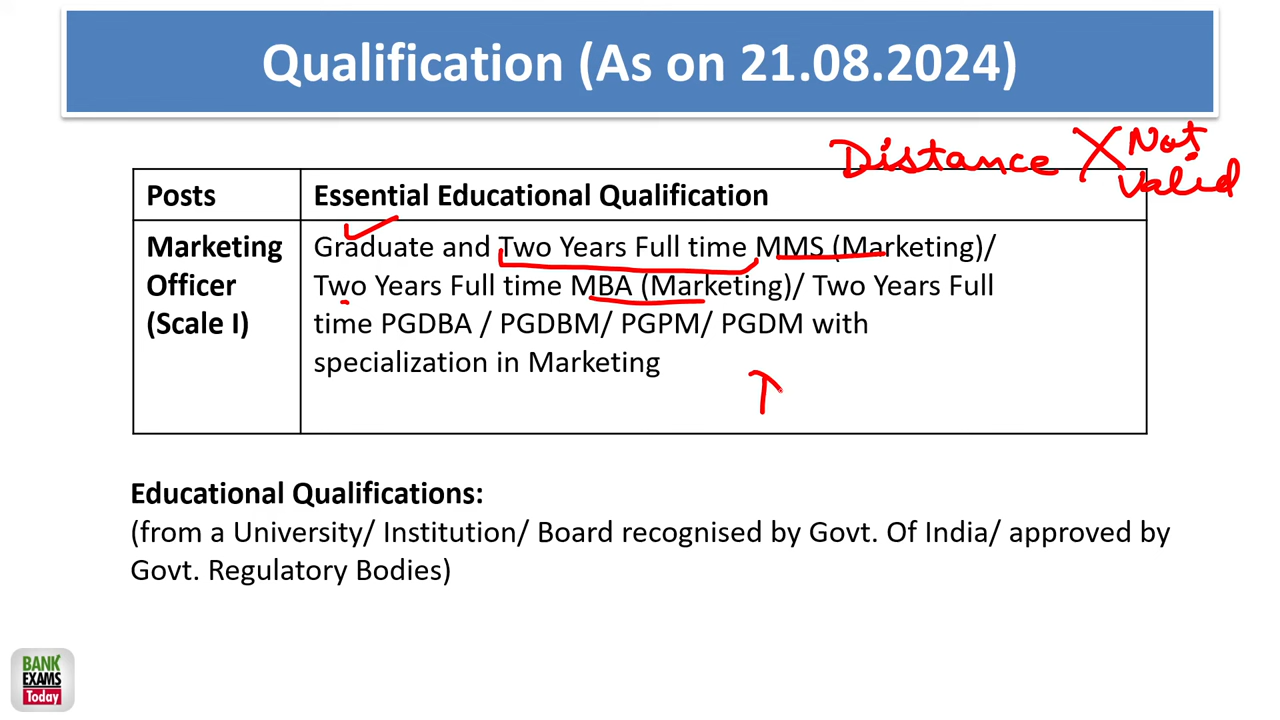 Qualification (As on 21.08.2024)
Distance X Not
Valid
Posts
Essential Educational Qualification
Marketing
Officer
(Scale I)
Graduate and Two Years Full time MMS (Marketing)/
Two Years Full time MBA (Marketing)/ Two Years Full
time PGDBA / PGDBM/ PGPM/ PGDM with
specialization in Marketing
Educational Qualifications:
(from a University/ Institution/ Board recognised by Govt. Of India/ approved by
Govt. Regulatory Bodies)
BANK
EXAMS
Today